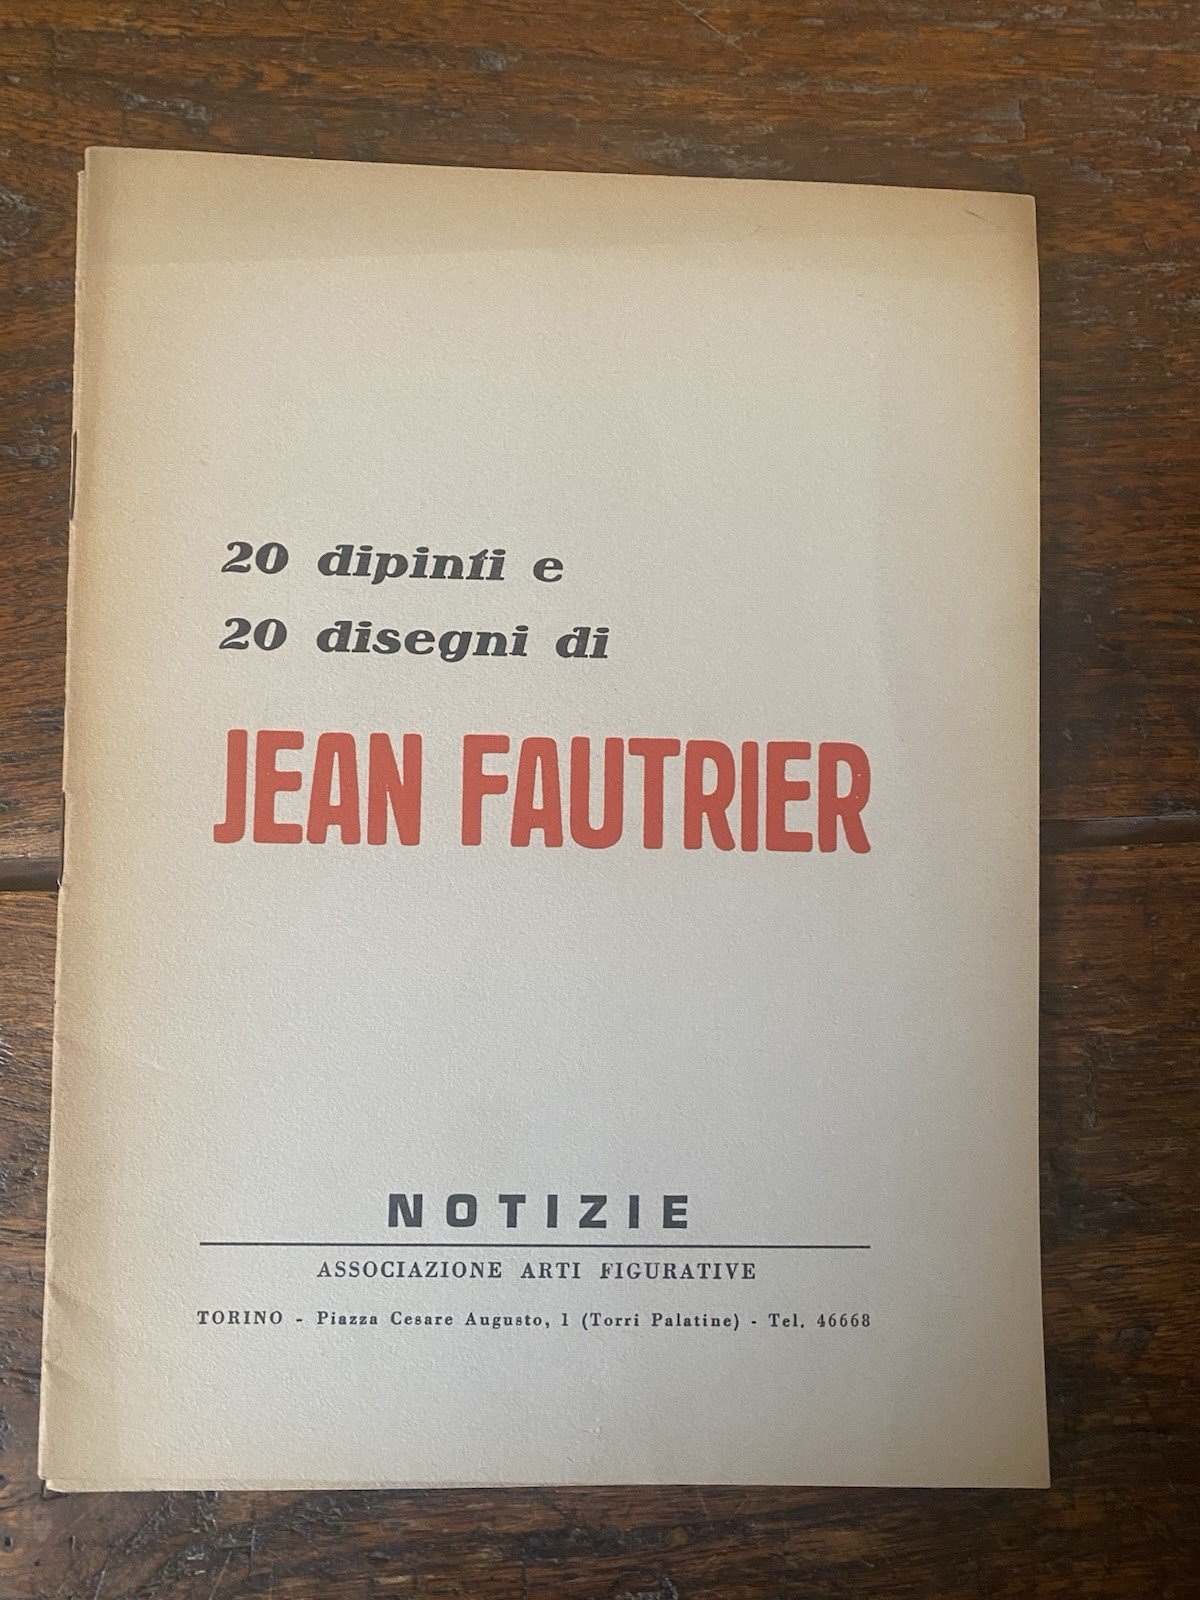 20 dipinti e
20 disegni di
JEAN FAUTRIER
NOTIZIE
ASSOCIAZIONE ARTI FIGURATIVE
TORINO - Piazza Cesare Augusto, 1 (Torri Palatine) - Tel. 46668